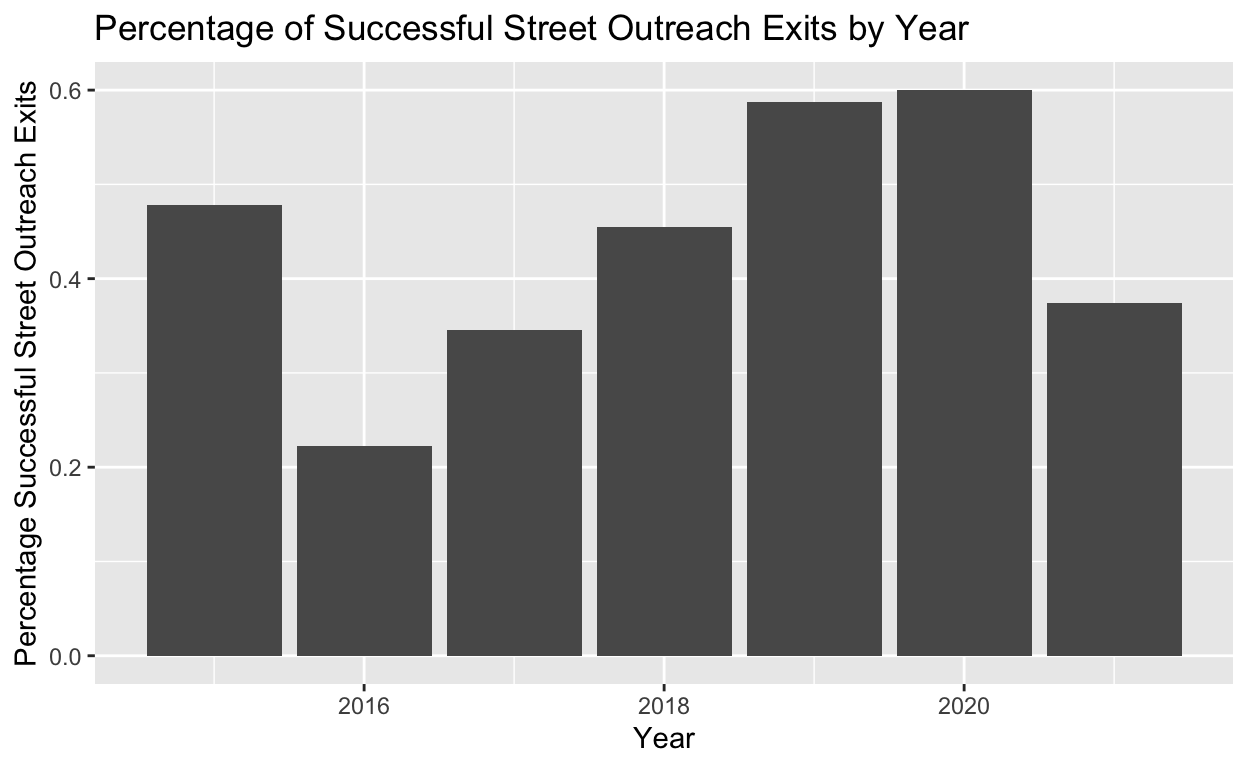 Percentage of Successful Street Outreach Exits by Year
Percentage Successful Street Outreach Exits
0.6
0.4
0.2
0.0
2016
2018
2020
Year